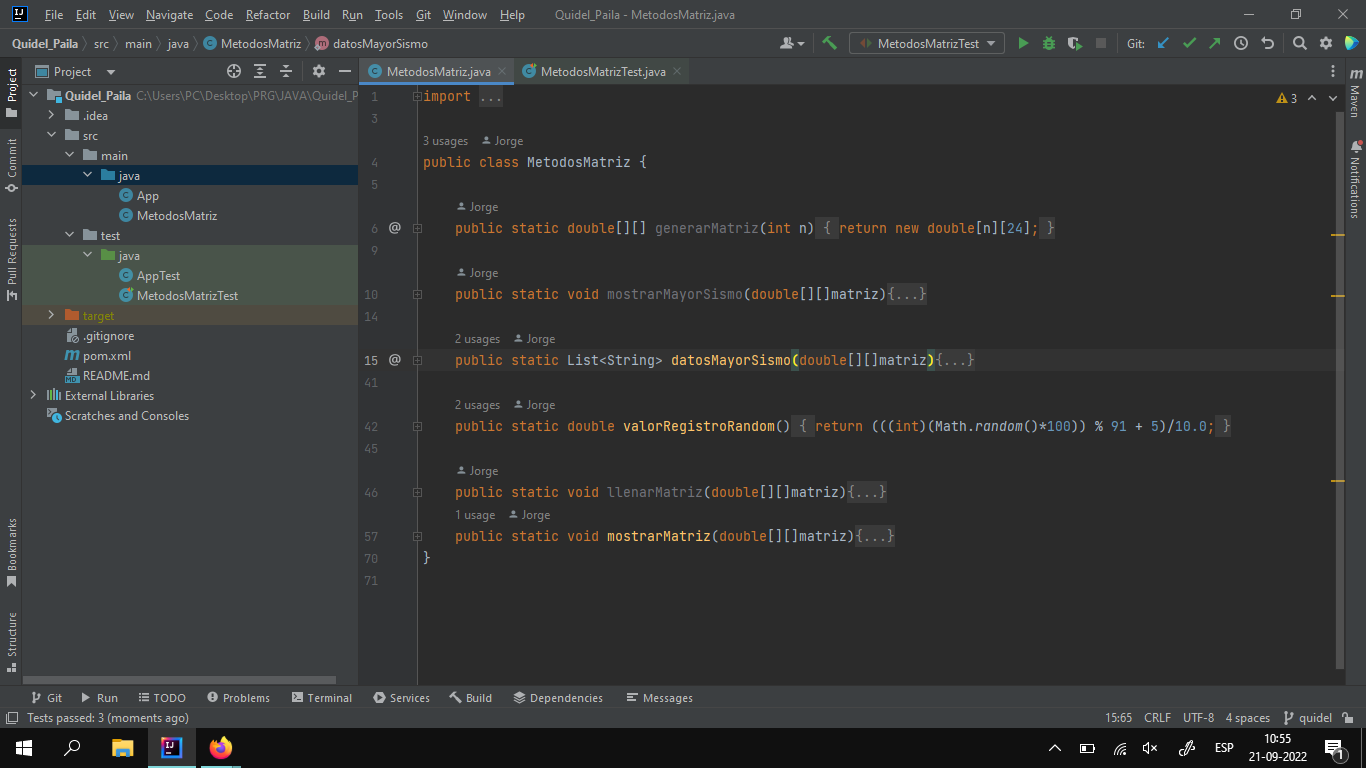 File Edit View Navigate Code Refactor Build Run Tools Git Window Help Quidel_Paila - MetodosMatriz.java
Quidel_Paila src main java MetodosMatriz m datosMayorSismo MetodosMatrizTest Git:
Project
MetodosMatriz.java MetodosMatrizTest.java
Quidel_Paila C:\Users\PC\Desktop\PRG\JAVA\Quidel_P
.idea
src
main
java
App
MetodosMatriz
test
java
AppTest
MetodosMatrizTest
target
.gitignore
pom.xml
README.md
External Libraries
Scratches and Consoles
Project
Commit
Pull Requests
Bookmarks
Structure
1 import ...
3
3 usages Jorge
4 public class MetodosMatriz {
5
Jorge
6 @ public static double[][] generarMatriz(int n) { return new double[n][24]; }
9
Jorge
10 public static void mostrarMayorSismo(double[][]matriz){...}
14
2 usages Jorge
15 @ public static List<String> datosMayorSismo(double[][]matriz){...}
41
2 usages Jorge
42 public static double valorRegistroRandom() { return (((int)(Math.random()*100)) % 91 + 5)/10.0; }
45
Jorge
46 public static void llenarMatriz(double[][]matriz){...}
1 usage Jorge
57 public static void mostrarMatriz(double[][]matriz){...}
70 }
71
3
Maven
Notifications
Git Run TODO Problems Terminal Services Build Dependencies Messages
Tests passed: 3 (moments ago) 15:65 CRLF UTF-8 4 spaces quidel
ESP
10:55
21-09-2022
1